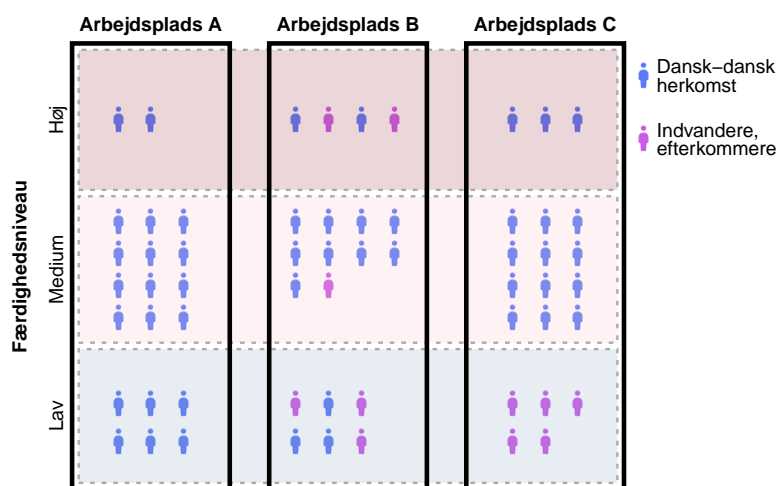 Arbejdsplads A
Arbejdsplads B
Arbejdsplads C
Færdighedsniveau
Høj
Medium
Lav
Dansk−dansk
herkomst
Indvandere,
efterkommere